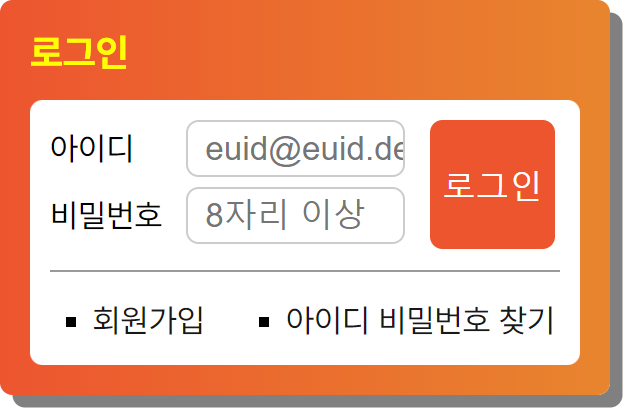 로그인
아이디 euid@euid.de
로그인
비밀번호 8자리 이상
회원가입 아이디 비밀번호 찾기